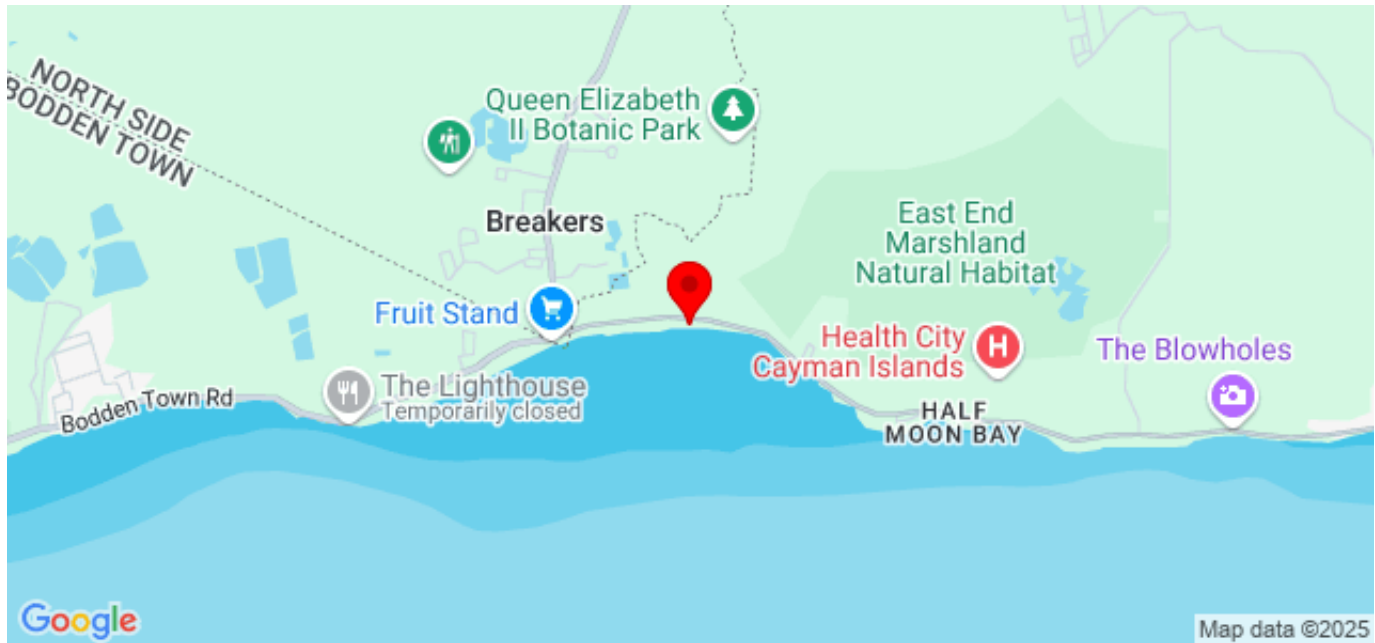 NORTH SIDE
BODDEN TOWN
Queen Elizabeth
II Botanic Park
Breakers
East End
Marshland
Natural Habitat
Fruit Stand
Health City
Cayman Islands
H
The Blowholes
The Lighthouse
Temporarily closed
Bodden Town Rd
HALF
MOON BAY
Google
Map data ©2025